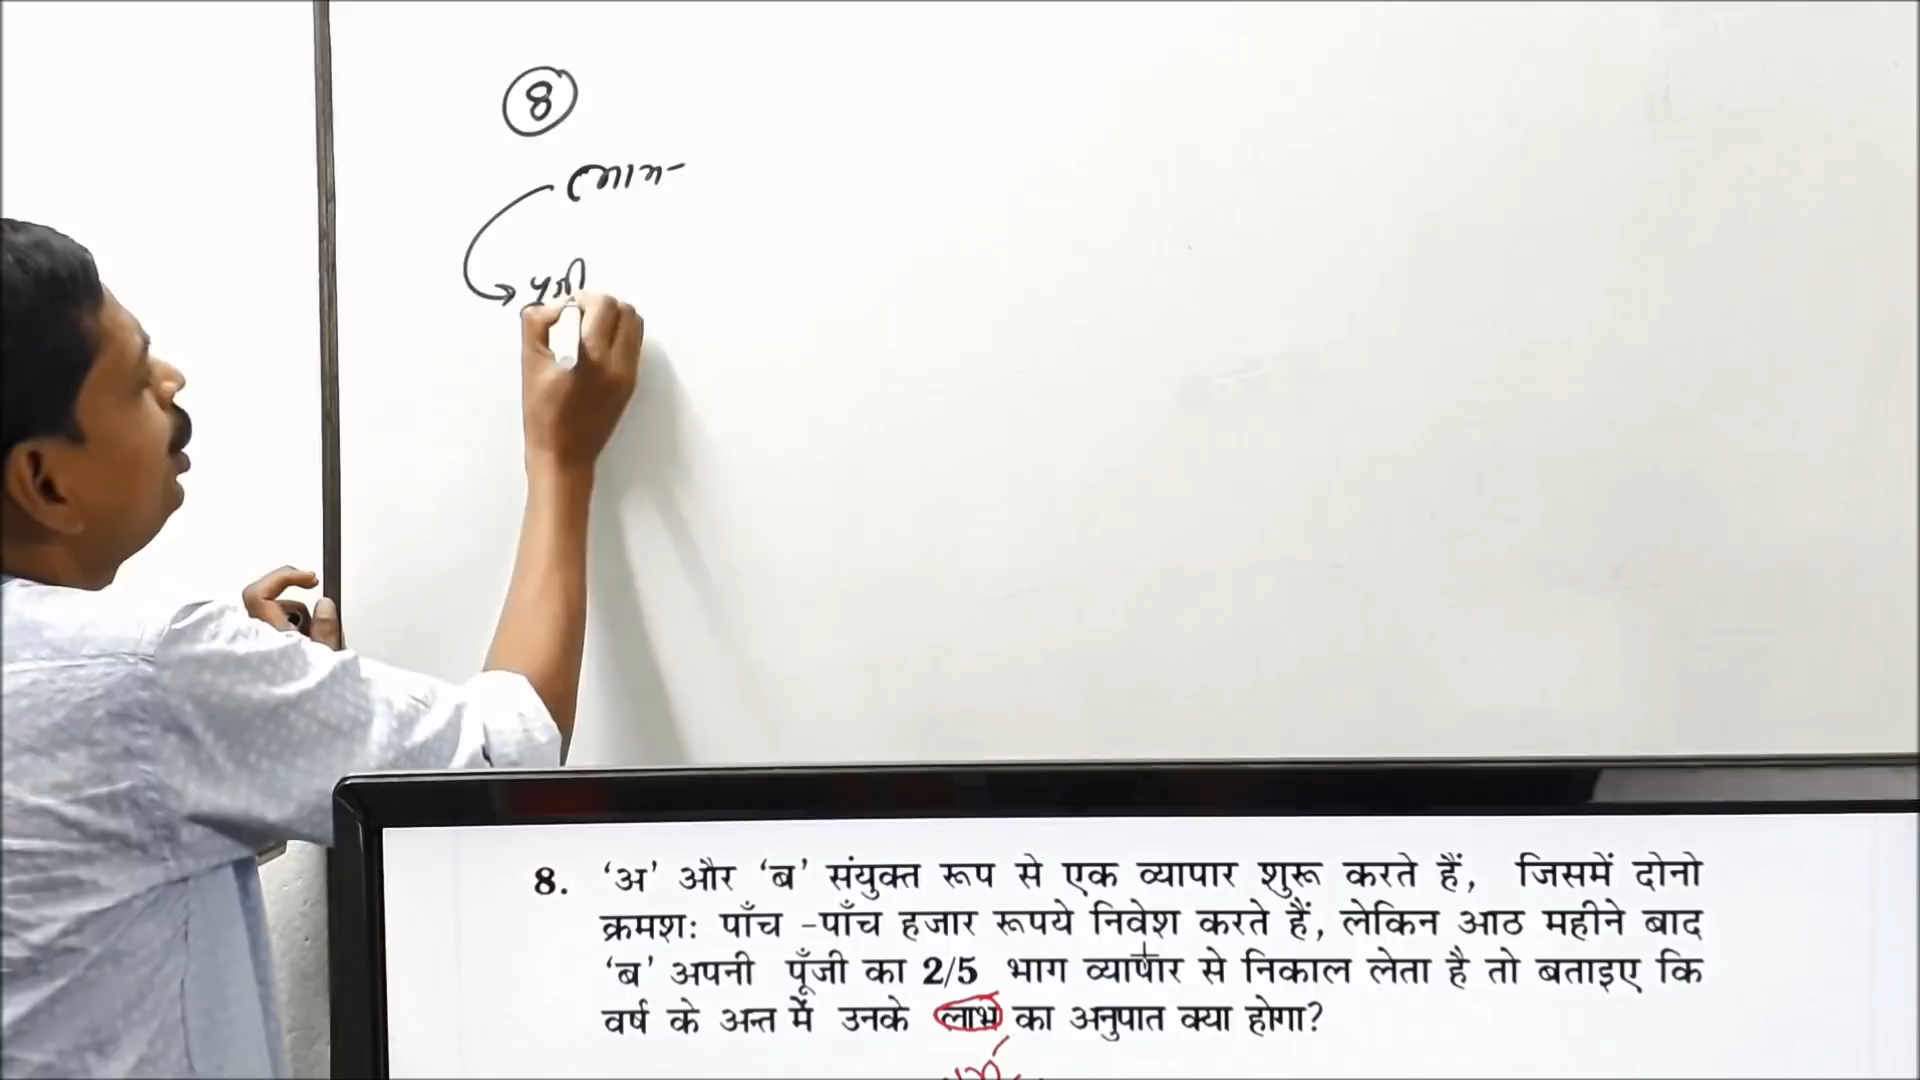 8
लाभ-
पूंजी
8. 'अ' और 'ब' संयुक्त रूप से एक व्यापार शुरू करते हैं, जिसमें दोनो
क्रमशः पाँच -पाँच हजार रूपये निवेश करते हैं, लेकिन आठ महीने बाद
'ब' अपनी पूँजी का 2/5 भाग व्यापार से निकाल लेता है तो बताइए कि
वर्ष के अन्त में उनके लाभ का अनुपात क्या होगा?